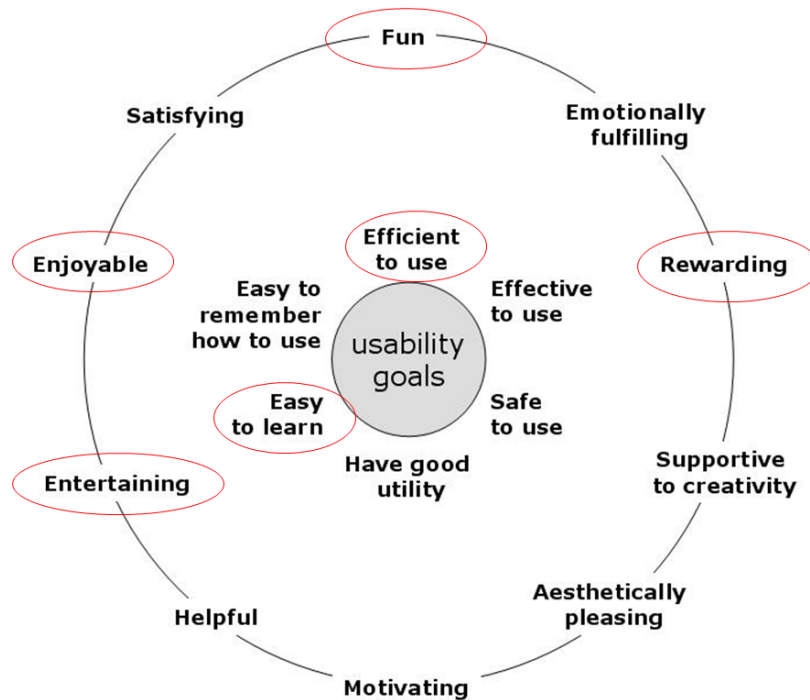 Fun
Satisfying
Emotionally
fulfilling
Enjoyable
Efficient
to use
Rewarding
Easy to
remember
how to use
Effective
to use
usability
goals
Easy
to learn
Safe
to use
Have good
utility
Entertaining
Supportive
to creativity
Helpful
Aesthetically
pleasing
Motivating